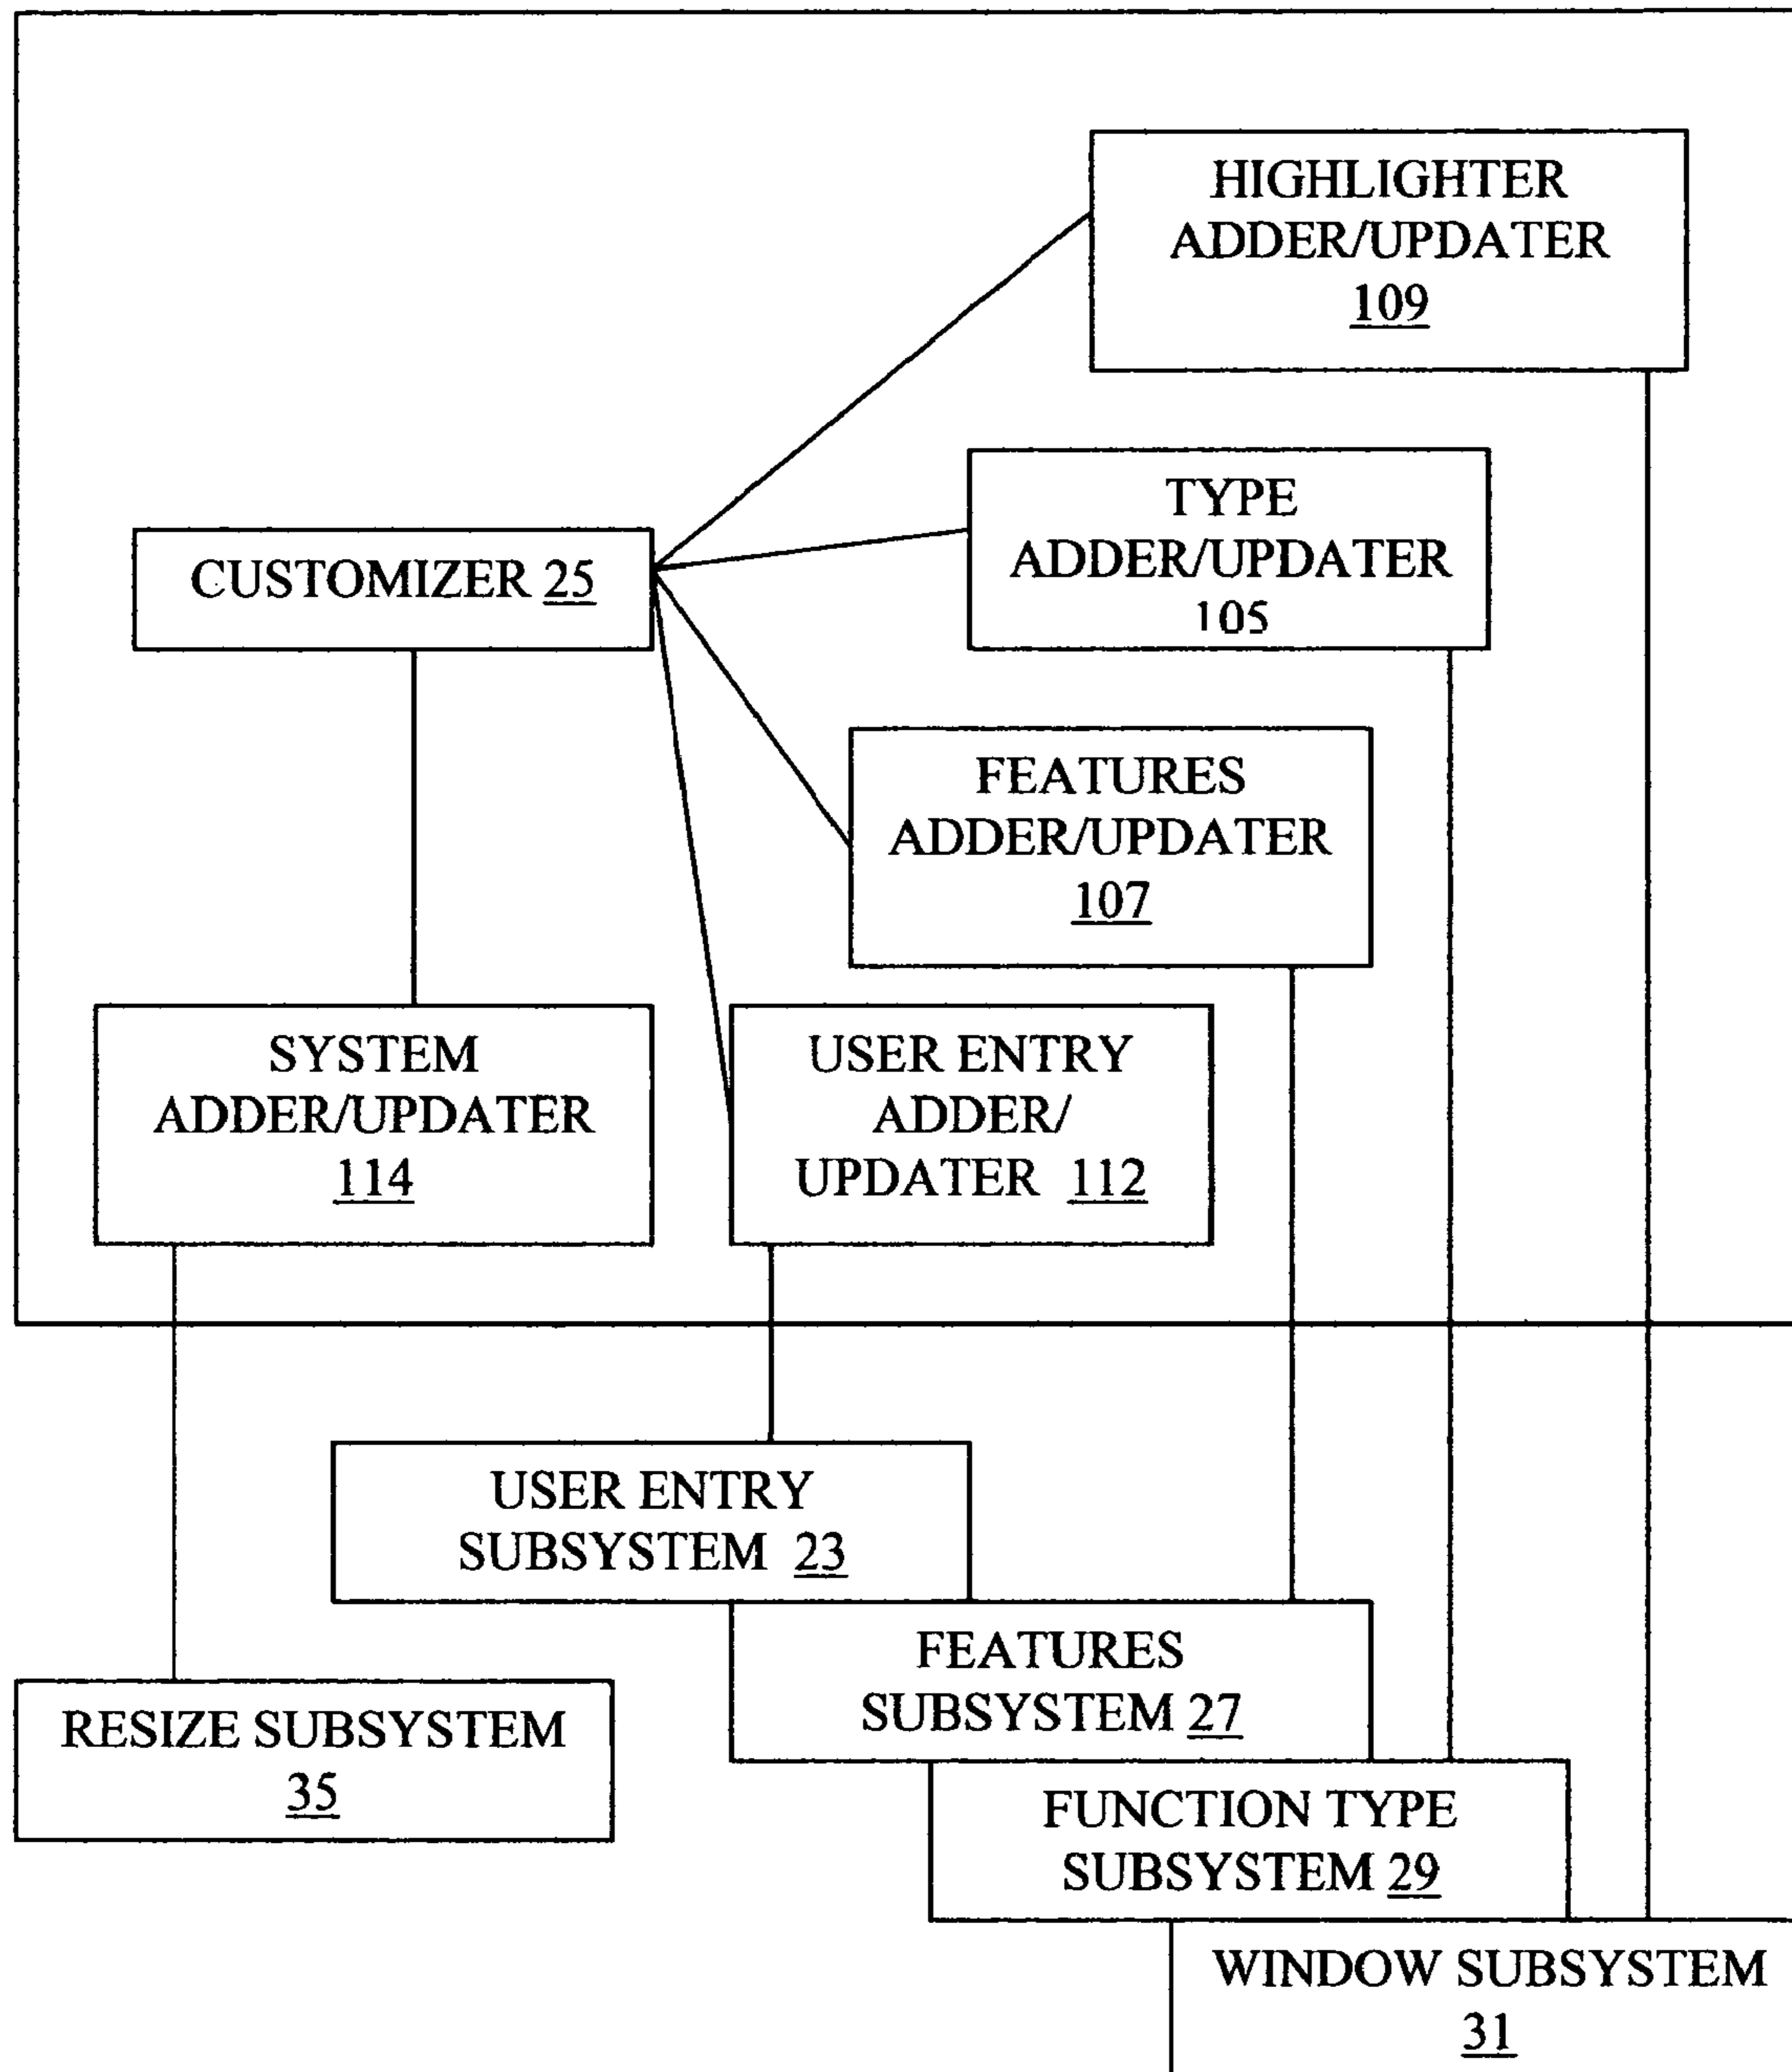 HIGHLIGHTER
ADDER/UPDATER
109
TYPE
ADDER/UPDATER
105
CUSTOMIZER 25
FEATURES
ADDER/UPDATER
107
SYSTEM
ADDER/UPDATER
114
USER ENTRY
ADDER/
UPDATER 112
USER ENTRY
SUBSYSTEM 23
FEATURES
SUBSYSTEM 27
RESIZE SUBSYSTEM
35
FUNCTION TYPE
SUBSYSTEM 29
WINDOW SUBSYSTEM
31